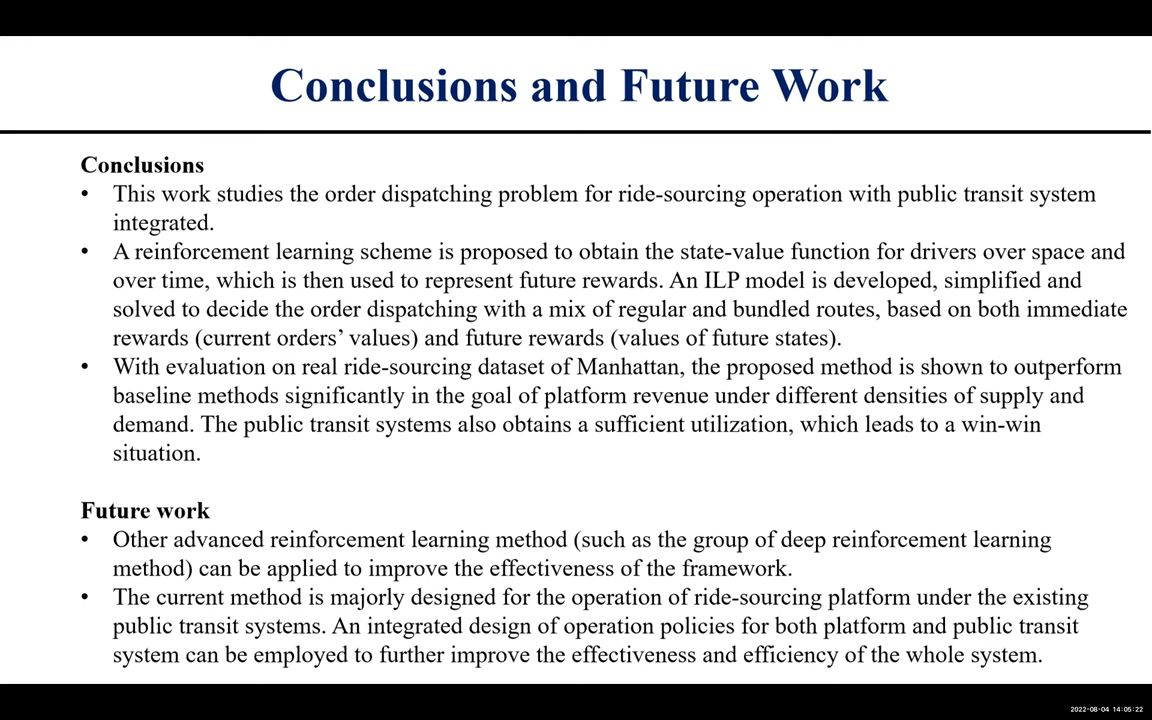 Conclusions and Future Work
Conclusions
• This work studies the order dispatching problem for ride-sourcing operation with public transit system
integrated.
• A reinforcement learning scheme is proposed to obtain the state-value function for drivers over space and
over time, which is then used to represent future rewards. An ILP model is developed, simplified and
solved to decide the order dispatching with a mix of regular and bundled routes, based on both immediate
rewards (current orders’ values) and future rewards (values of future states).
• With evaluation on real ride-sourcing dataset of Manhattan, the proposed method is shown to outperform
baseline methods significantly in the goal of platform revenue under different densities of supply and
demand. The public transit systems also obtains a sufficient utilization, which leads to a win-win
situation.
Future work
• Other advanced reinforcement learning method (such as the group of deep reinforcement learning
method) can be applied to improve the effectiveness of the framework.
• The current method is majorly designed for the operation of ride-sourcing platform under the existing
public transit systems. An integrated design of operation policies for both platform and public transit
system can be employed to further improve the effectiveness and efficiency of the whole system.
2022-08-04 14:05:22